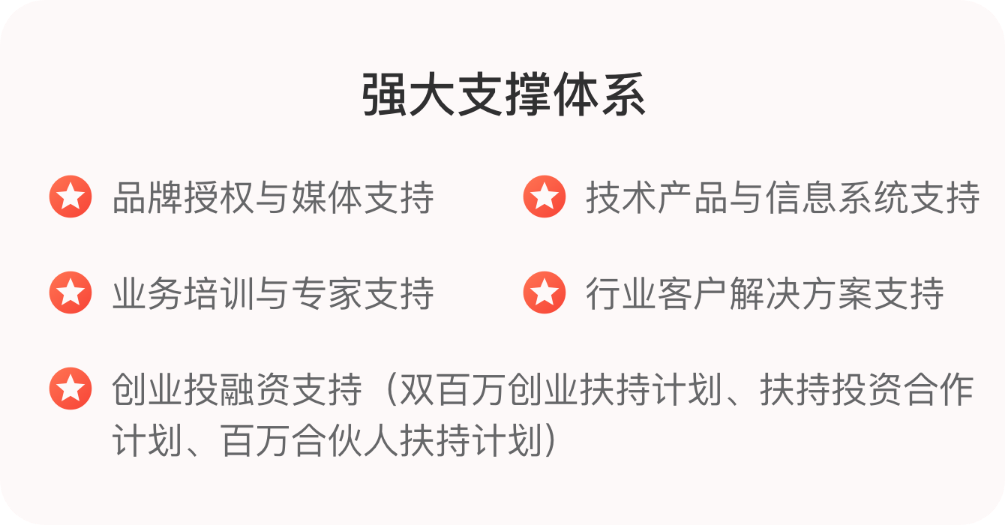 强大支撑体系
品牌授权与媒体支持
技术产品与信息系统支持
业务培训与专家支持
行业客户解决方案支持
创业投融资支持（双百万创业扶持计划、扶持投资合作
计划、百万合伙人扶持计划）